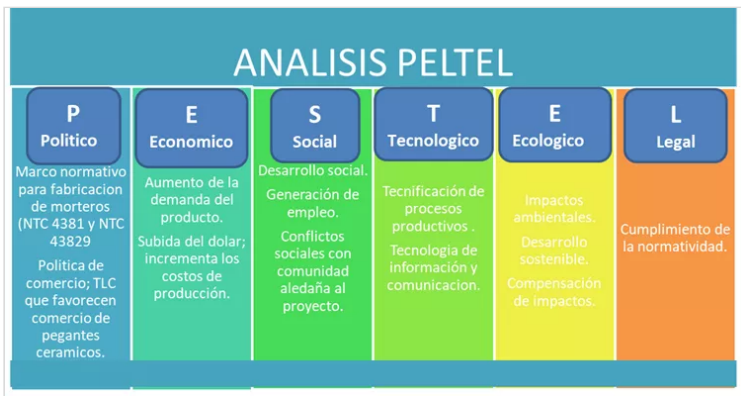 ANALISIS PELTEL
P
Politico
Marco normativo
para fabricacion
de morteros
(NTC 4381 y NTC
43829
Politica de
comercio; TLC
que favorecen
comercio de
pegantes
ceramicos.
E
Economico
Aumento de la
demanda del
producto.
Subida del dolar;
incrementa los
costos de
producción.
S
Social
Desarrollo social.
Generación de
empleo.
Conflictos
sociales con
comunidad
aledaña al
proyecto.
T
Tecnologico
Tecnificación de
procesos
productivos .
Tecnologia de
información y
comunicacion.
E
Ecologico
Impactos
ambientales.
Desarrollo
sostenible.
Compensación
de impactos.
L
Legal
Cumplimiento de
la normatividad.